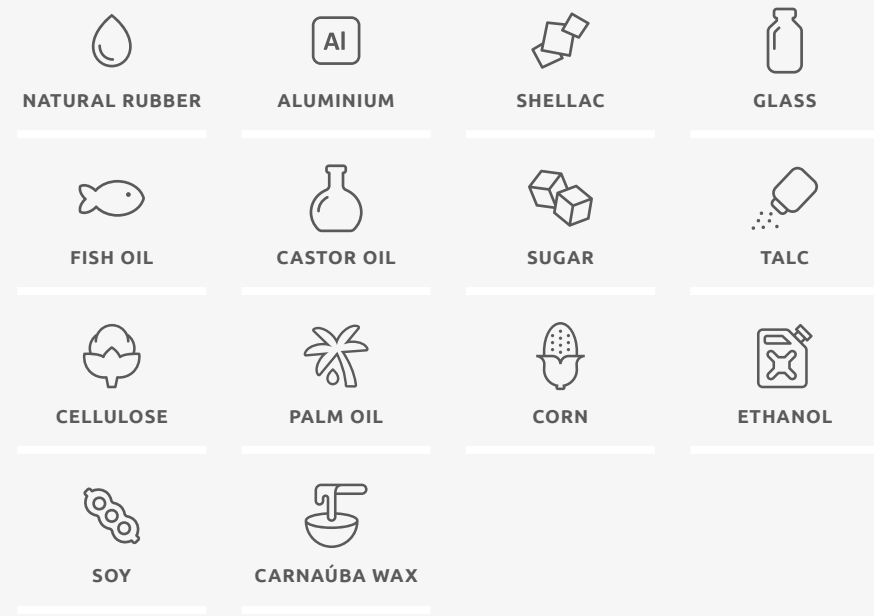 Al
NATURAL RUBBER
ALUMINIUM
SHELLAC
GLASS
FISH OIL
CASTOR OIL
SUGAR
TALC
CELLULOSE
PALM OIL
CORN
ETHANOL
SOY
CARNAÚBA WAX